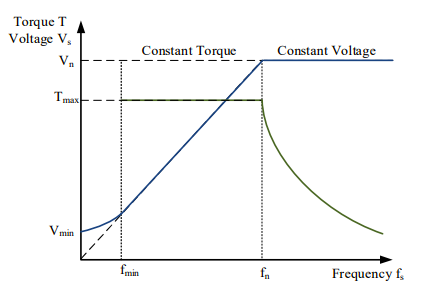 Torque T
Voltage Vs
Vn
Constant Torque
Constant Voltage
Tmax
Vmin
fmin
fn
Frequency fs